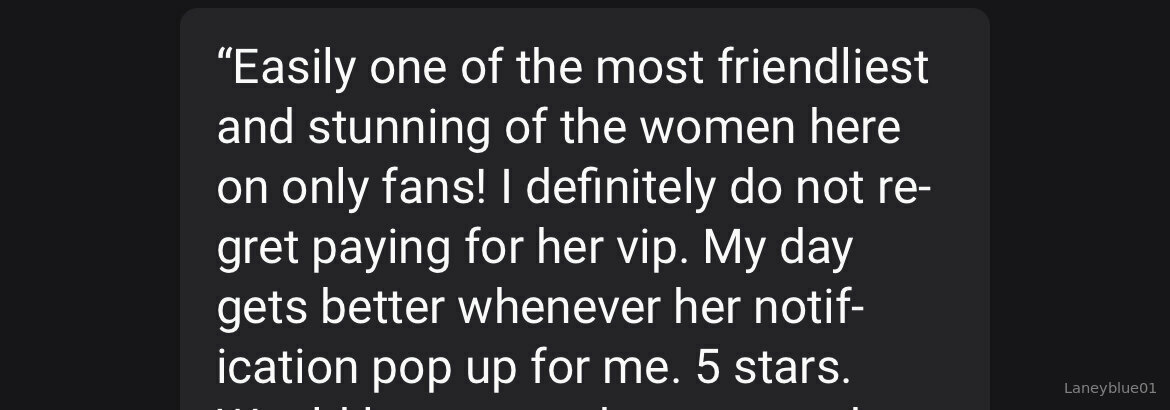 “Easily one of the most friendliest
and stunning of the women here
on only fans! I definitely do not re-
gret paying for her vip. My day
gets better whenever her notif-
ication pop up for me. 5 stars.
Laneyblue01